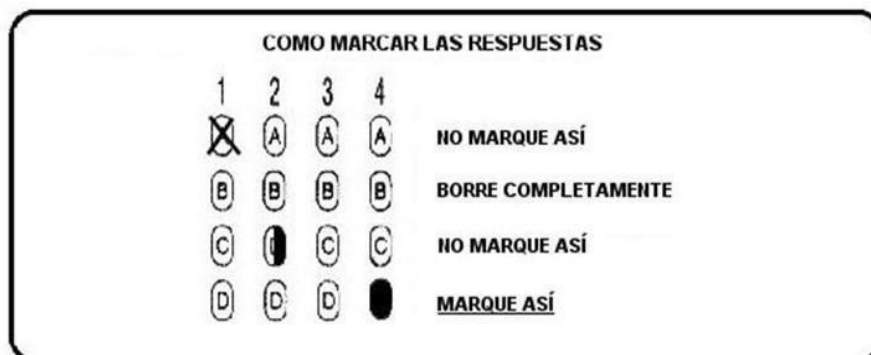 COMO MARCAR LAS RESPUESTAS
1 2 3 4
A A A NO MARQUE ASÍ
B B B B BORRE COMPLETAMENTE
C C C NO MARQUE ASÍ
D D D MARQUE ASÍ